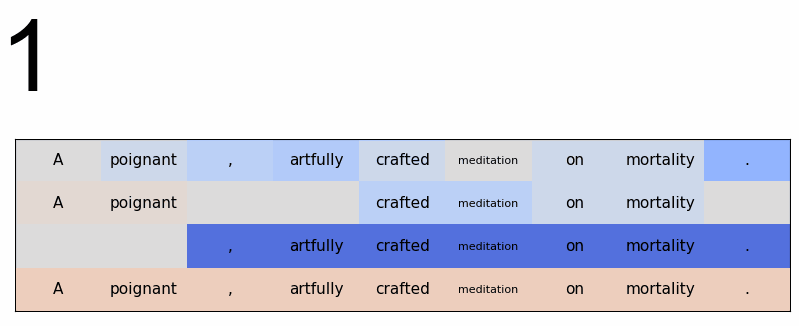 1
A poignant , artfully crafted meditation on mortality .
A poignant crafted meditation on mortality
, artfully crafted meditation on mortality .
A poignant , artfully crafted meditation on mortality .